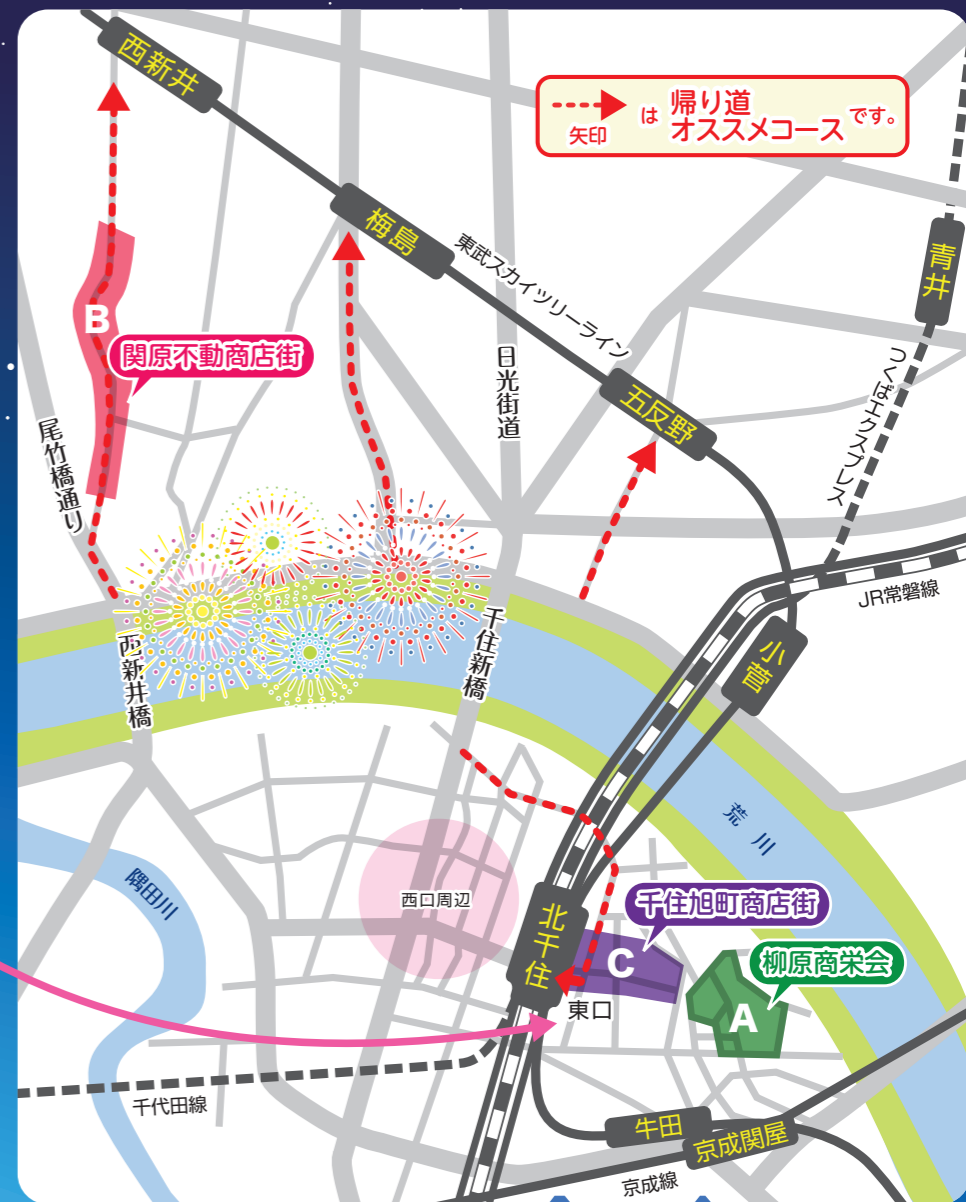 西新井
矢印
は
帰り道
オススメコース
です。
梅島
東武スカイツリーライン
青井
B
関原不動商店街
日光街道
つくばエクスプレス
五反野
尾竹橋通り
JR常磐線
西新井橋
千住新橋
小菅
荒川
隅田川
西口周辺
北千住
千住旭町商店街
C
柳原商栄会
A
東口
千代田線
牛田
京成関屋
京成線